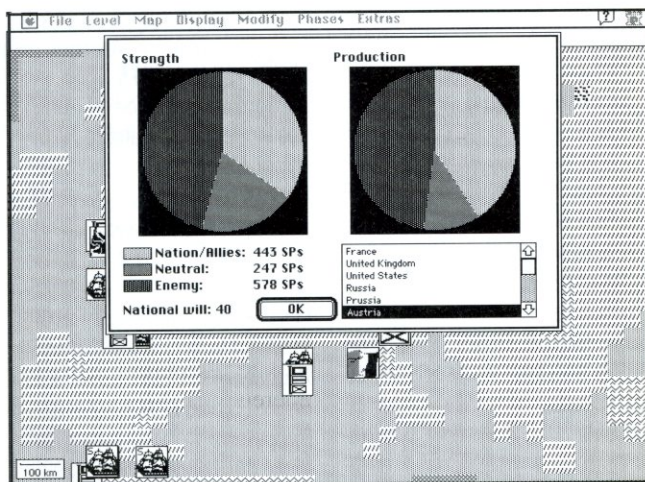 File Level Map Display Modify Phases Extras
Strength
Production
Nation/Allies: 443 SPs
Neutral: 247 SPs
Enemy: 578 SPs
National will: 40
OK
France
United Kingdom
United States
Russia
Prussia
Austria
100 km